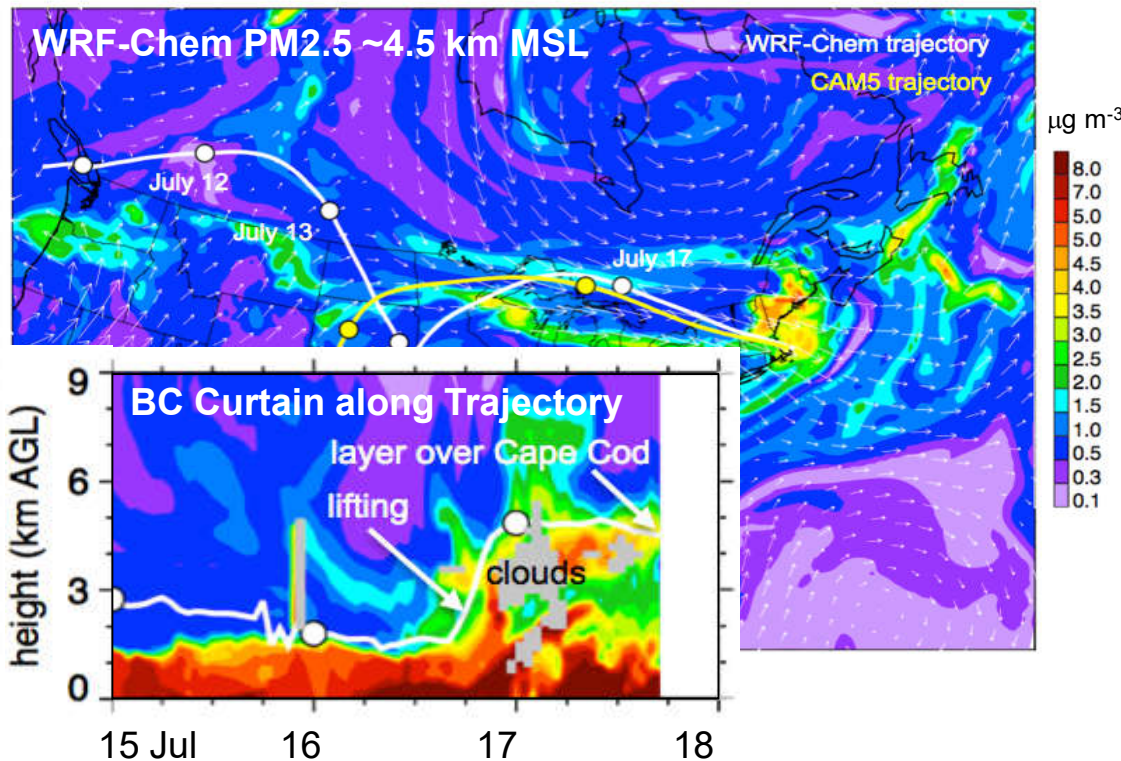 WRF-Chem PM2.5 ~4.5 km MSL
WRF-Chem trajectory
CAM5 trajectory
μg m-3
July 12
July 13
July 17
8.0
7.0
5.0
5.0
4.5
4.0
3.5
3.0
2.5
2.0
1.5
1.0
0.5
0.3
0.1
BC Curtain along Trajectory
layer over Cape Cod
lifting
clouds
height (km AGL)
9
6
3
0
15 Jul
16
17
18